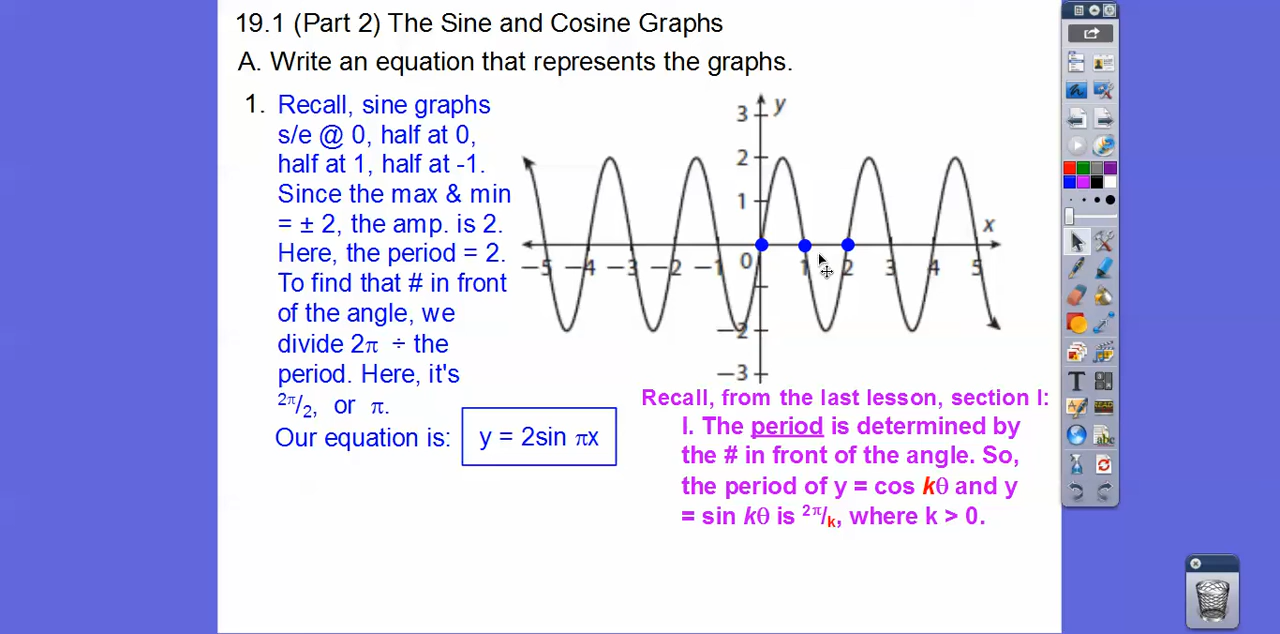 19.1 (Part 2) The Sine and Cosine Graphs
A. Write an equation that represents the graphs.
1. Recall, sine graphs
s/e @ 0, half at 0,
half at 1, half at -1.
Since the max & min
= ± 2, the amp. is 2.
Here, the period = 2.
To find that # in front
of the angle, we
divide 2π ÷ the
period. Here, it's
2π/2, or π.
Our equation is: y = 2sin πx
3 y
2
1
x
−5 −4 −3 −2 −1 0 1 2 3 4 5
−2
−3
Recall, from the last lesson, section I:
I. The period is determined by
the # in front of the angle. So,
the period of y = cos kθ and y
= sin kθ is 2π/k, where k > 0.
T
abc